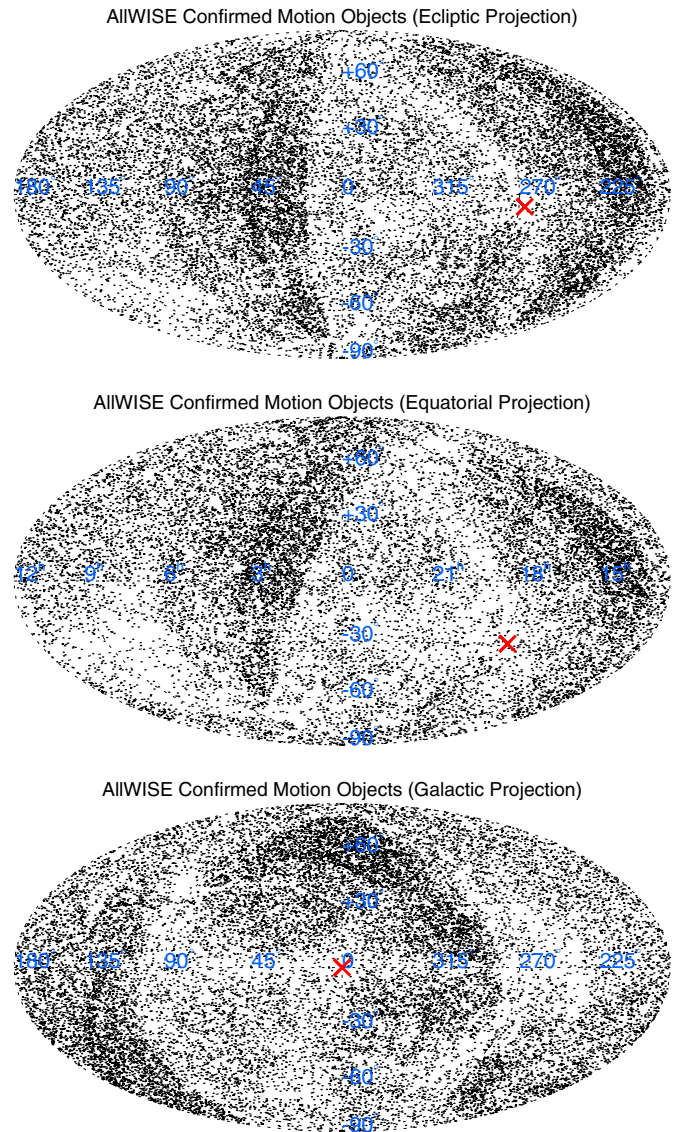 AllWISE Confirmed Motion Objects (Ecliptic Projection)
+60°
+30°
180° 135° 90° 45° 0 315° 270° 225°
-30°
-60°
-90°
AllWISE Confirmed Motion Objects (Equatorial Projection)
+60°
+30°
12h 9h 6h 3h 0 21h 18h 15h
-30°
-60°
-90°
AllWISE Confirmed Motion Objects (Galactic Projection)
+60°
+30°
180° 135° 90° 45° 0 315° 270° 225°
-30°
-60°
-90°